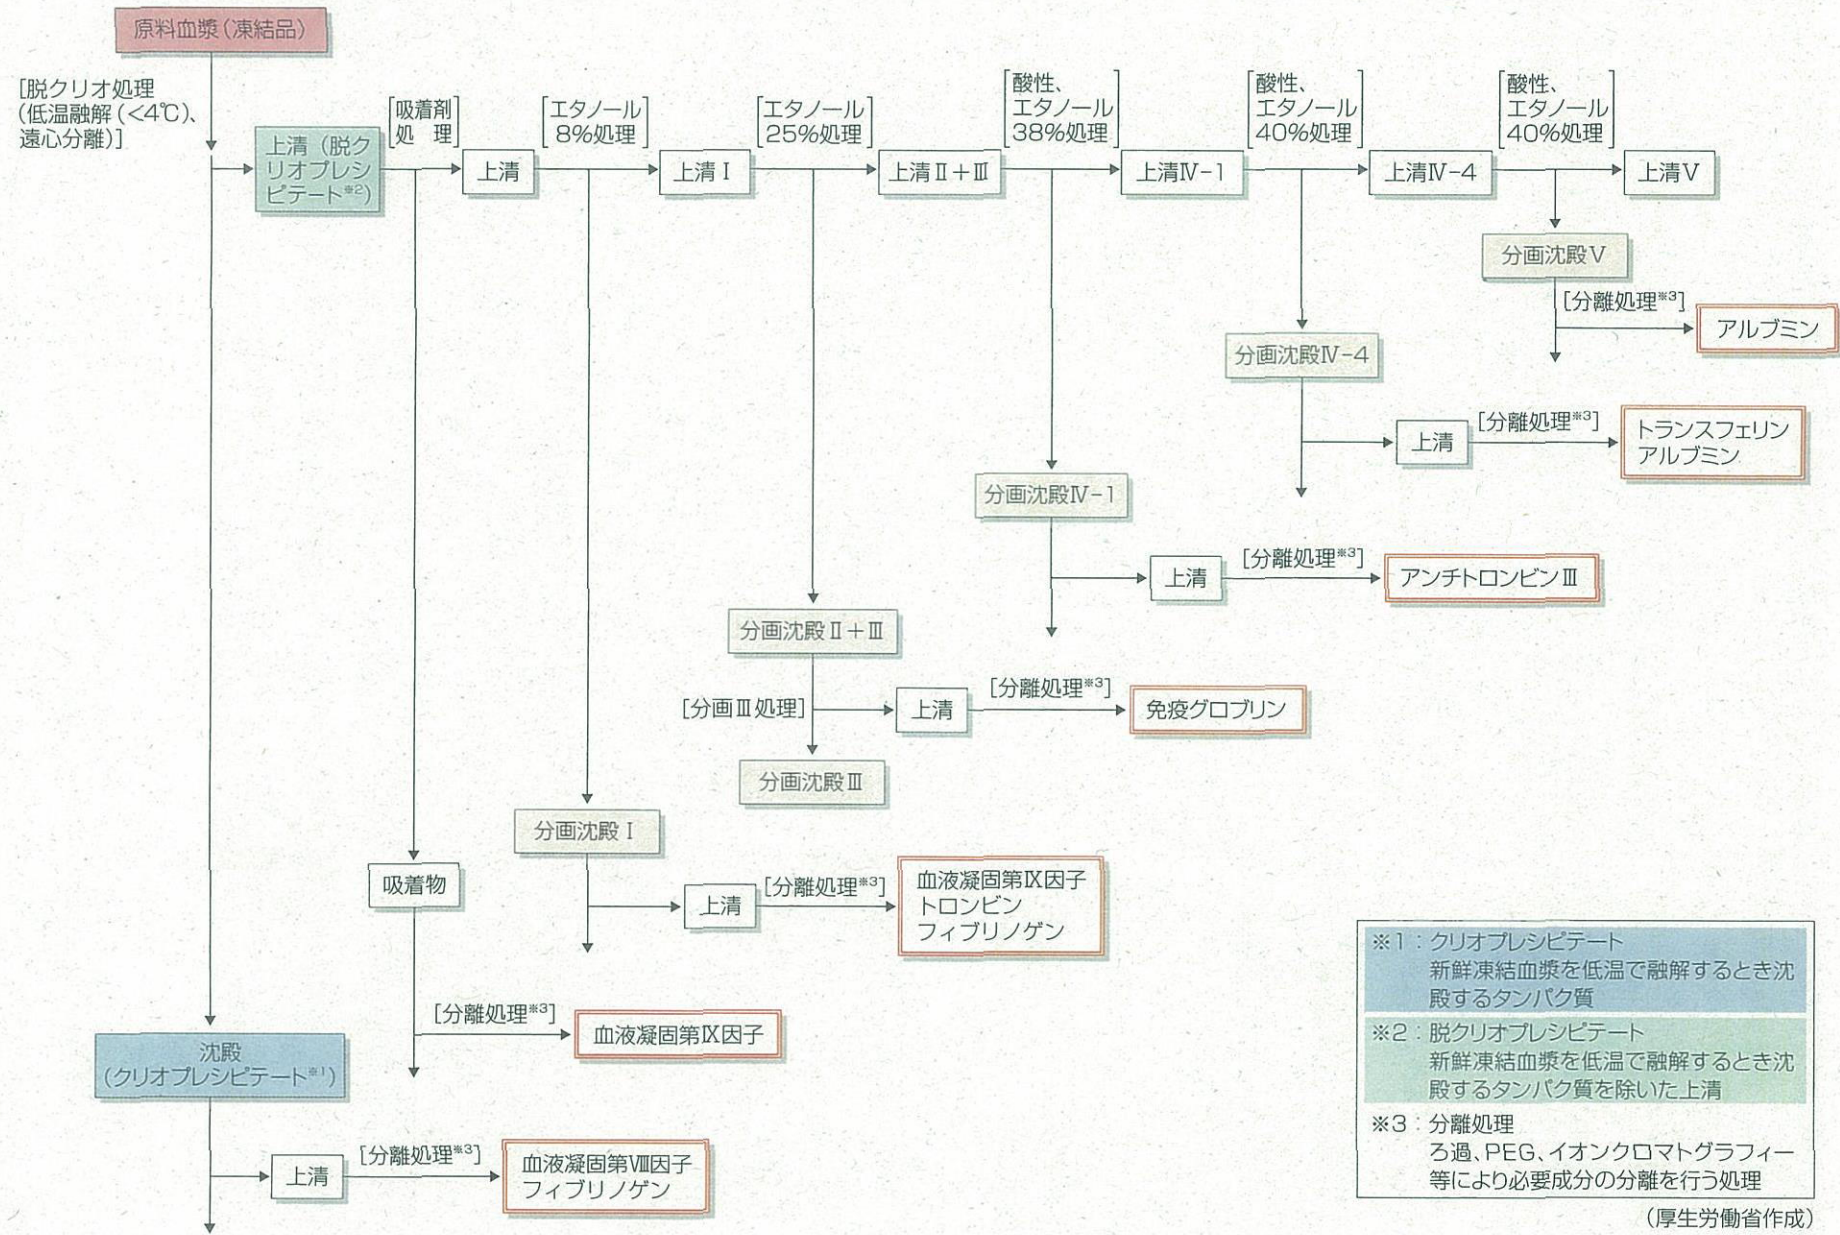 原料血漿(凍結品)
[脱クリオ処理
(低温融解(<4℃)、
遠心分離)]
上清(脱ク
リオプレシ
ピテート※2)
[吸着剤
処 理]
上清
[エタノール
8%処理]
上清Ⅰ
[エタノール
25%処理]
上清Ⅱ+Ⅲ
[酸性、
エタノール
38%処理]
上清Ⅳ-1
[酸性、
エタノール
40%処理]
上清Ⅳ-4
[酸性、
エタノール
40%処理]
上清Ⅴ
分画沈殿Ⅴ
[分離処理※3]
アルブミン
分画沈殿Ⅳ-4
上清
[分離処理※3]
トランスフェリン
アルブミン
分画沈殿Ⅳ-1
上清
[分離処理※3]
アンチトロンビンⅢ
分画沈殿Ⅱ+Ⅲ
[分画Ⅲ処理]
上清
[分離処理※3]
免疫グロブリン
分画沈殿Ⅲ
分画沈殿Ⅰ
上清
[分離処理※3]
血液凝固第Ⅸ因子
トロンビン
フィブリノゲン
吸着物
[分離処理※3]
血液凝固第Ⅸ因子
沈殿
(クリオプレシピテート※1)
上清
[分離処理※3]
血液凝固第Ⅷ因子
フィブリノゲン
※1:クリオプレシピテート
新鮮凍結血漿を低温で融解するとき沈
殿するタンパク質
※2:脱クリオプレシピテート
新鮮凍結血漿を低温で融解するとき沈
殿するタンパク質を除いた上清
※3:分離処理
ろ過、PEG、イオンクロマトグラフィー
等により必要成分の分離を行う処理
(厚生労働省作成)